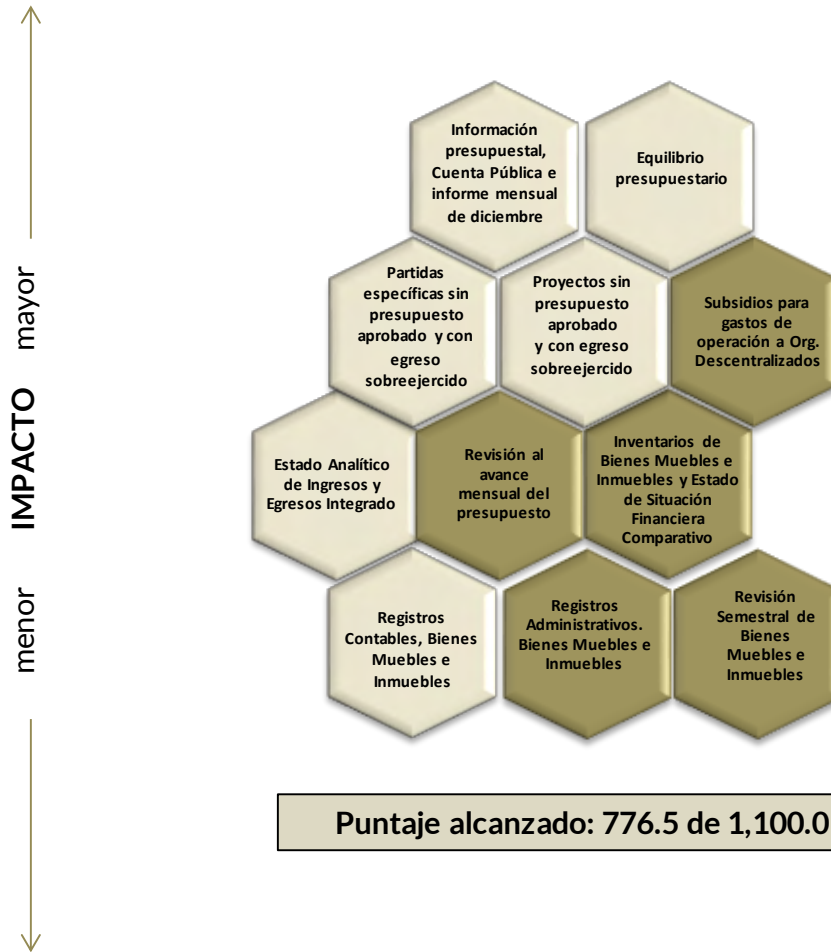 Información
presupuestal,
Cuenta Pública e
informe mensual
de diciembre
Equilibrio
presupuestario
Partidas
específicas sin
presupuesto
aprobado y con
egreso
sobreejercido
Proyectos sin
presupuesto
aprobado
y con egreso
sobreejercido
Subsidios para
gastos de
operación a Org.
Descentralizados
Estado Analítico
de Ingresos y
Egresos Integrado
Revisión al
avance
mensual del
presupuesto
Inventarios de
Bienes Muebles e
Inmuebles y Estado
de Situación
Financiera
Comparativo
Registros
Contables, Bienes
Muebles e
Inmuebles
Registros
Administrativos.
Bienes Muebles e
Inmuebles
Revisión
Semestral de
Bienes
Muebles e
Inmuebles
menor IMPACTO mayor
Puntaje alcanzado: 776.5 de 1,100.0